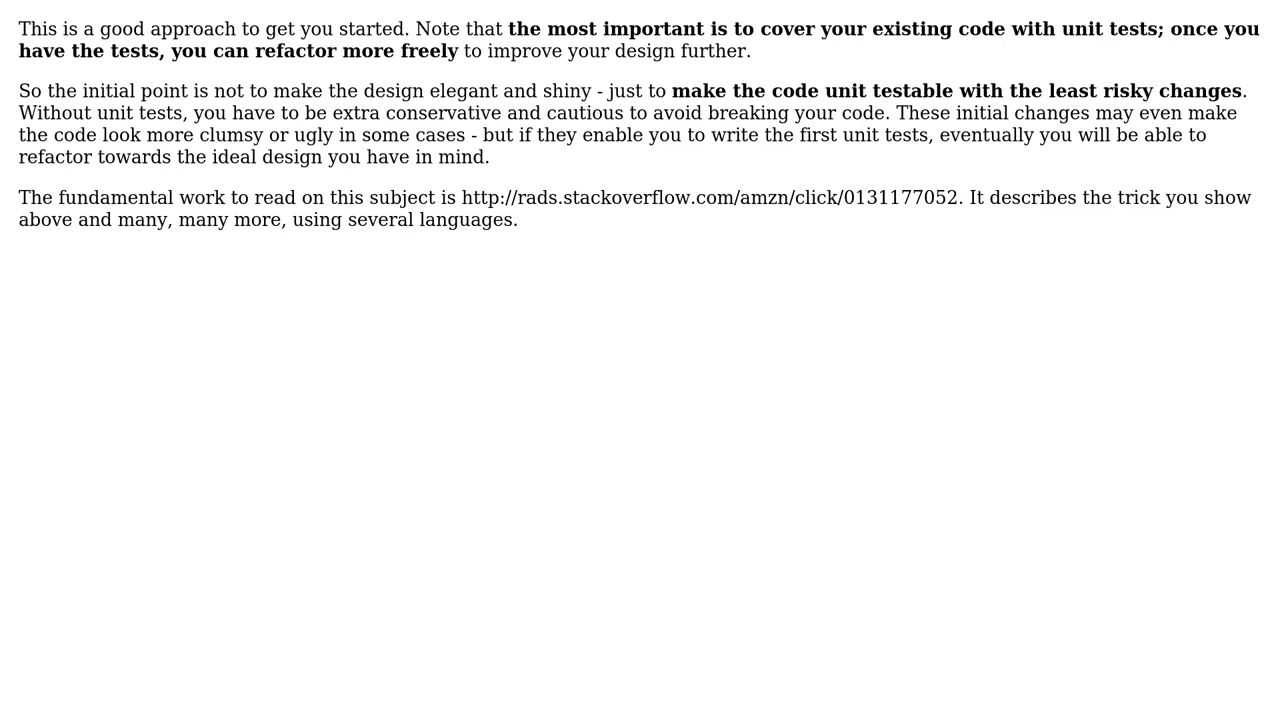 This is a good approach to get you started. Note that the most important is to cover your existing code with unit tests; once you
have the tests, you can refactor more freely to improve your design further.
So the initial point is not to make the design elegant and shiny - just to make the code unit testable with the least risky changes.
Without unit tests, you have to be extra conservative and cautious to avoid breaking your code. These initial changes may even make
the code look more clumsy or ugly in some cases - but if they enable you to write the first unit tests, eventually you will be able to
refactor towards the ideal design you have in mind.
The fundamental work to read on this subject is http://rads.stackoverflow.com/amzn/click/0131177052. It describes the trick you show
above and many, many more, using several languages.